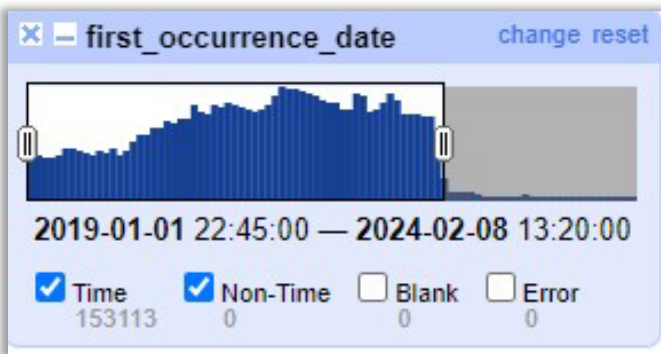 first_occurrence_date change reset
2019-01-01 22:45:00 — 2024-02-08 13:20:00
Time Non-Time Blank Error
153113 0 0 0